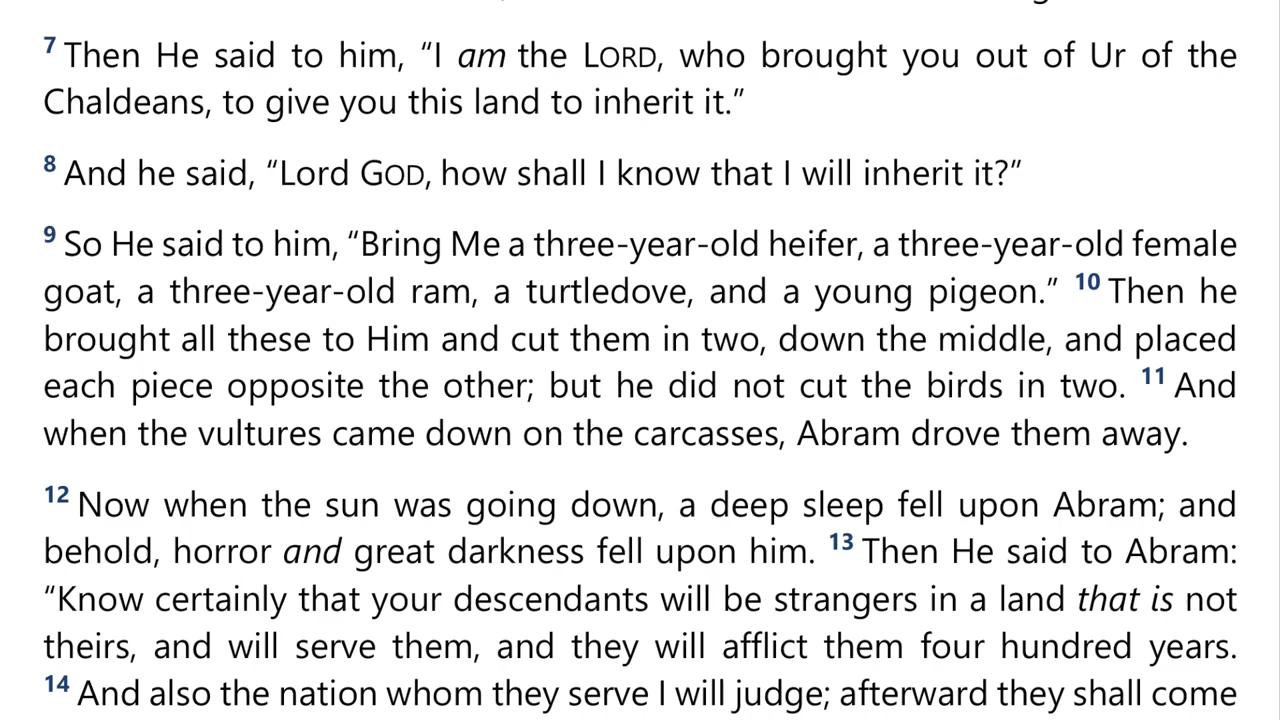 7 Then He said to him, “I am the LORD, who brought you out of Ur of the
Chaldeans, to give you this land to inherit it.”
8 And he said, “Lord GOD, how shall I know that I will inherit it?”
9 So He said to him, “Bring Me a three-year-old heifer, a three-year-old female
goat, a three-year-old ram, a turtledove, and a young pigeon.” 10 Then he
brought all these to Him and cut them in two, down the middle, and placed
each piece opposite the other; but he did not cut the birds in two. 11 And
when the vultures came down on the carcasses, Abram drove them away.
12 Now when the sun was going down, a deep sleep fell upon Abram; and
behold, horror and great darkness fell upon him. 13 Then He said to Abram:
“Know certainly that your descendants will be strangers in a land that is not
theirs, and will serve them, and they will afflict them four hundred years.
14 And also the nation whom they serve I will judge; afterward they shall come